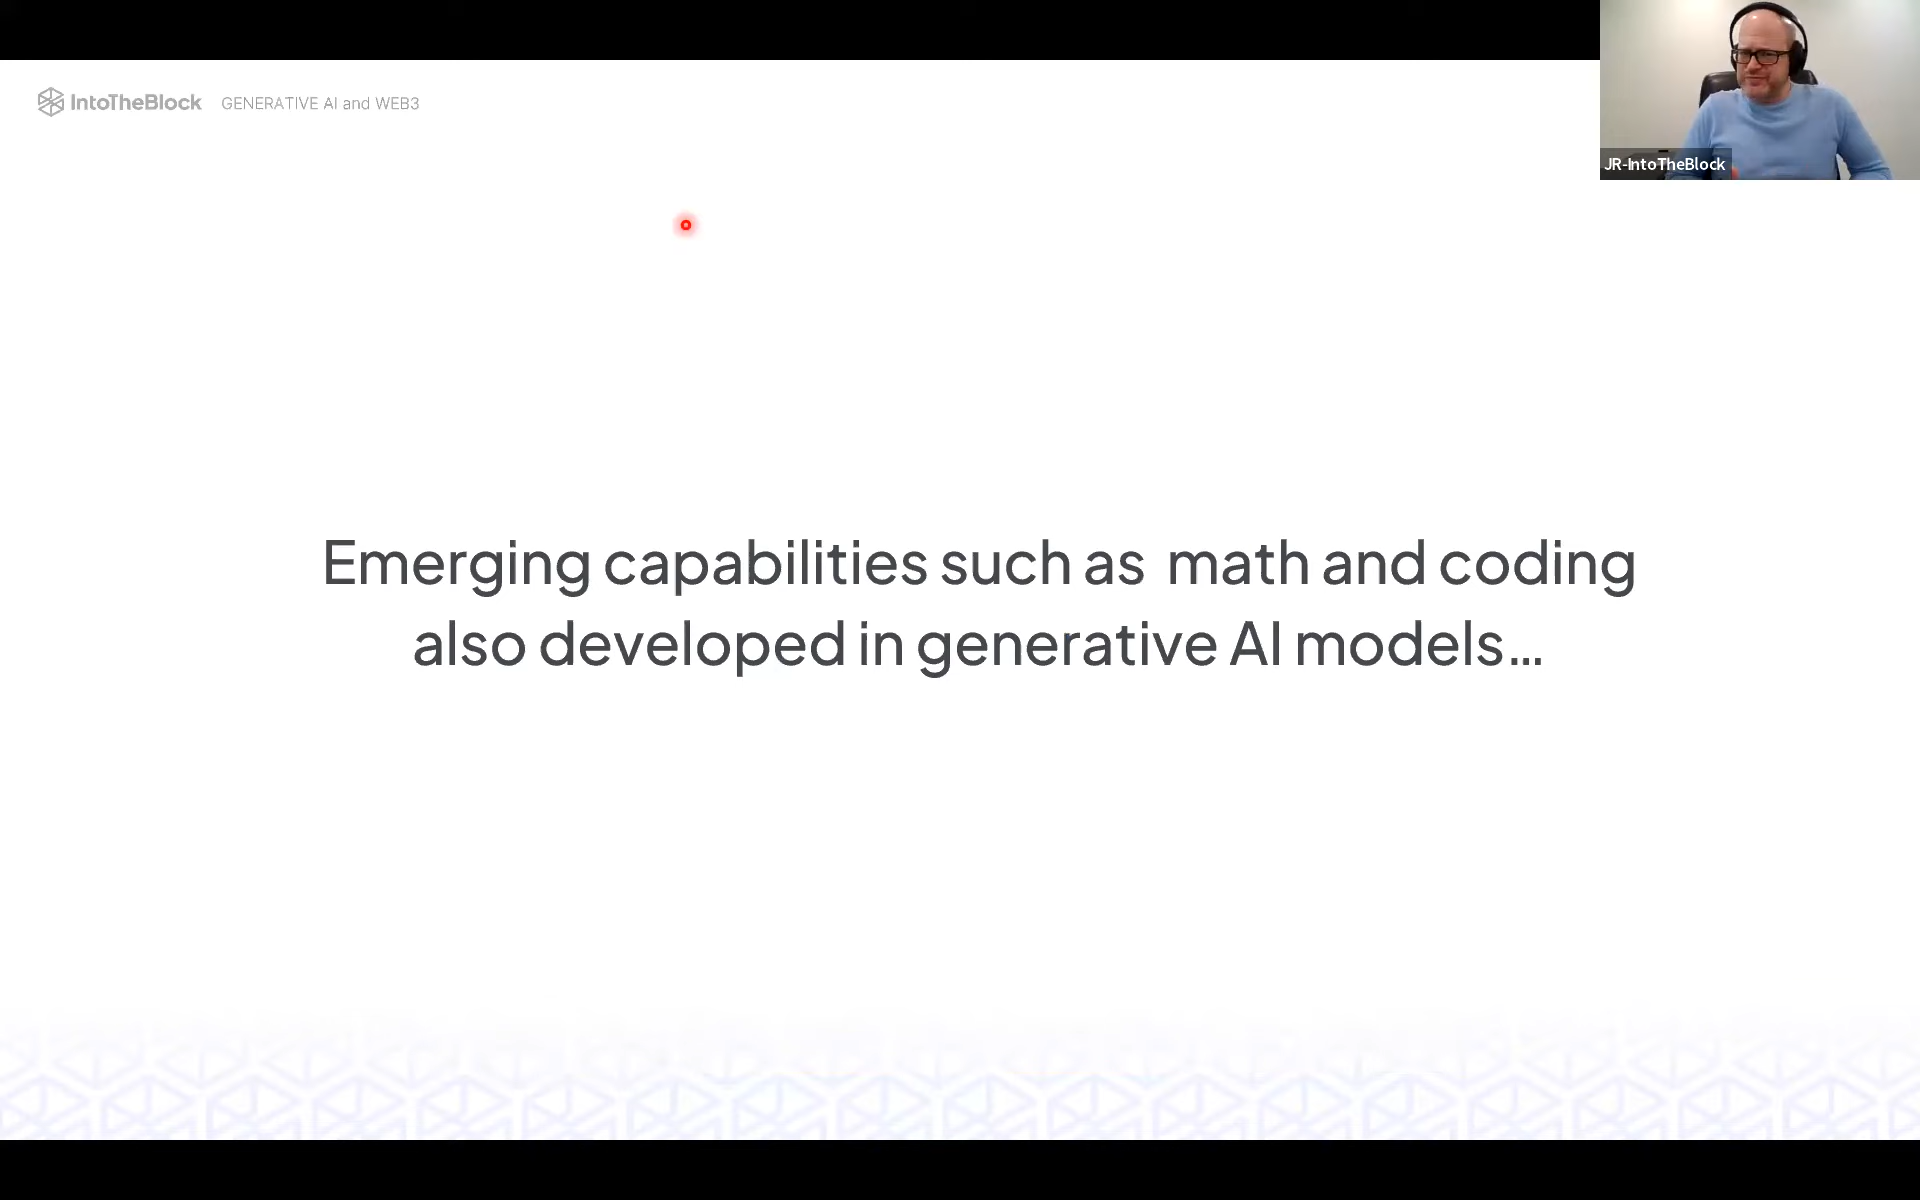 IntoTheBlock GENERATIVE AI and WEB3
JR-IntoTheBlock
Emerging capabilities such as  math and coding
also developed in generative AI models...